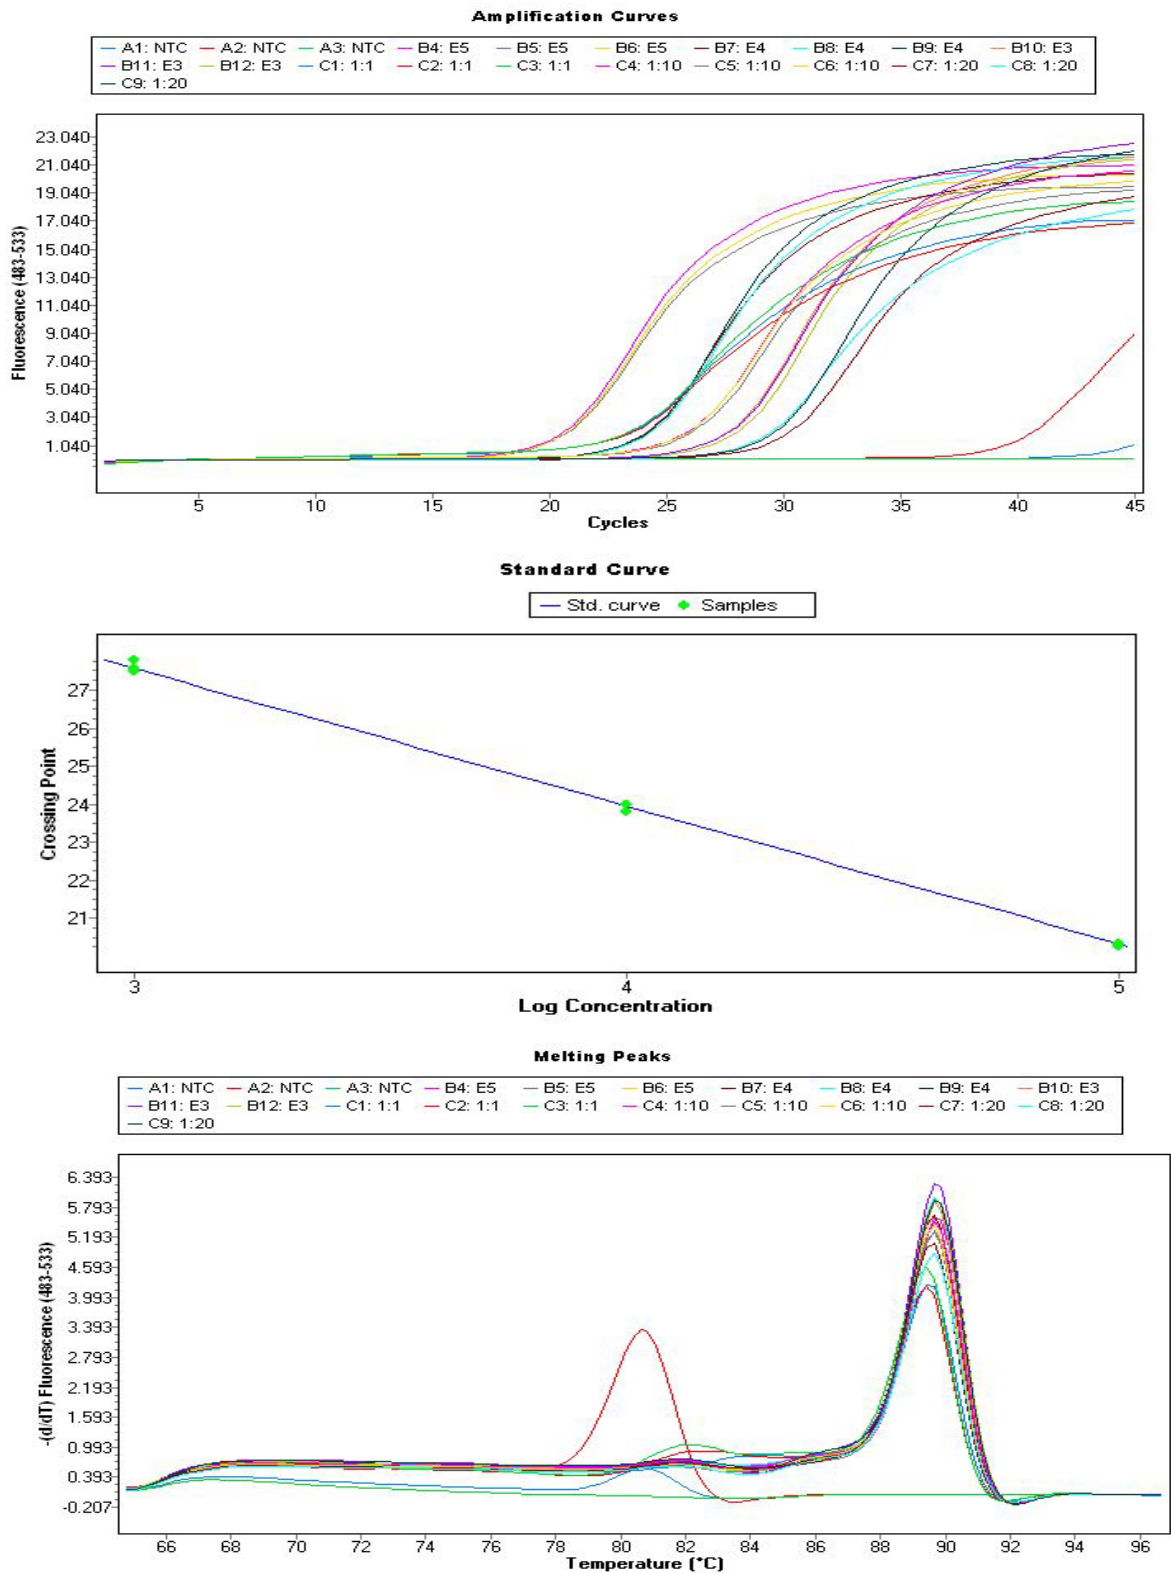 Amplification Curves
A1: NTC A2: NTC A3: NTC B4: E5 B5: E5 B6: E5 B7: E4 B8: E4 B9: E4 B10: E3
B11: E3 B12: E3 C1: 1:1 C2: 1:1 C3: 1:1 C4: 1:10 C5: 1:10 C6: 1:10 C7: 1:20 C8: 1:20
C9: 1:20
Fluorescence (483-533)
23.040
21.040
19.040
17.040
15.040
13.040
11.040
9.040
7.040
5.040
3.040
1.040
5 10 15 20 25 30 35 40 45
Cycles
Standard Curve
Std. curve Samples
Crossing Point
27
26
25
24
23
22
21
3 4 5
Log Concentration
Melting Peaks
A1: NTC A2: NTC A3: NTC B4: E5 B5: E5 B6: E5 B7: E4 B8: E4 B9: E4 B10: E3
B11: E3 B12: E3 C1: 1:1 C2: 1:1 C3: 1:1 C4: 1:10 C5: 1:10 C6: 1:10 C7: 1:20 C8: 1:20
C9: 1:20
-(d/dT) Fluorescence (483-533)
6.393
5.793
5.193
4.593
3.993
3.393
2.793
2.193
1.593
0.993
0.393
-0.207
66 68 70 72 74 76 78 80 82 84 86 88 90 92 94 96
Temperature (°C)